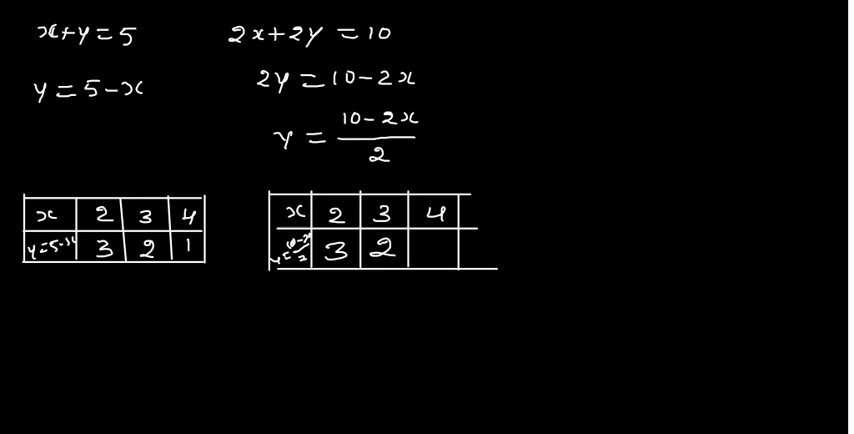 x+y=5
2x+2y=10
y=5-x
2y=10-2x
y=10-2x/2
x 2 3 4
y=5-x 3 2 1
x 2 3 4
3 2